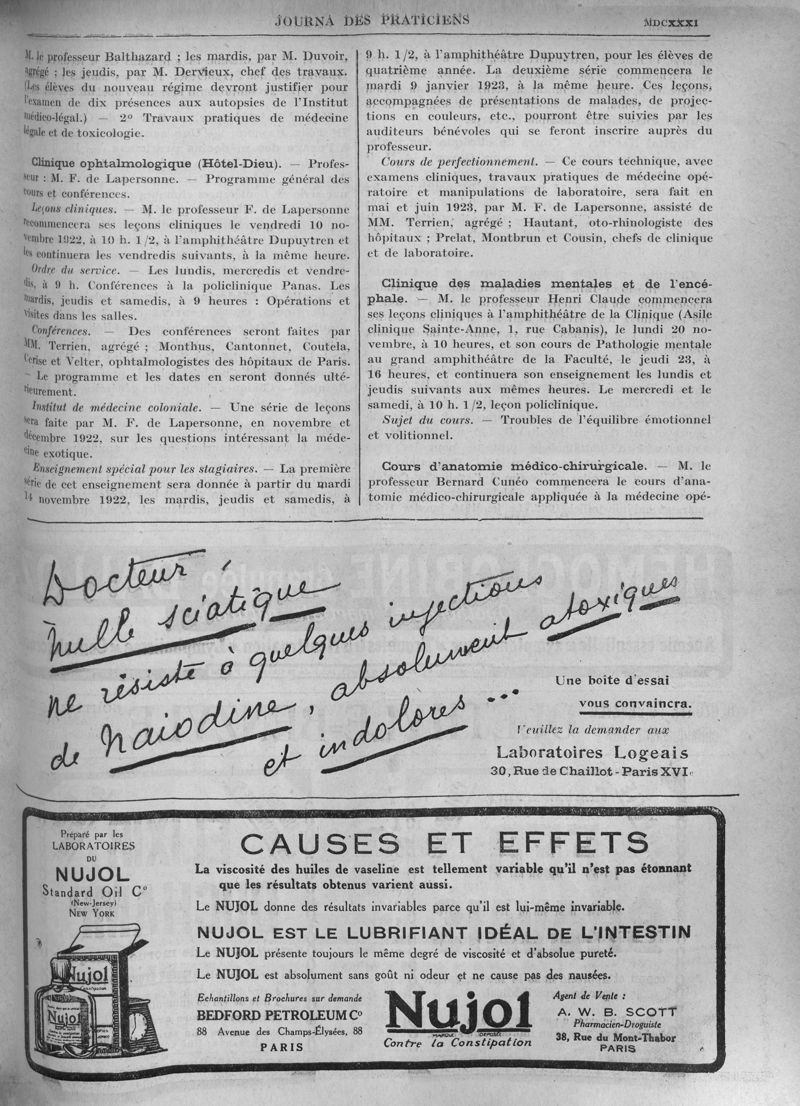 JOURNA DES PRATICIENS
MDCXXXI
M. le professeur Balthazard ; les mardis, par M. Duvoir,
agrégé ; les jeudis, par M. Dervieux, chef des travaux.
(Les élèves du nouveau régime devront justifier pour
l'examen de dix présences aux autopsies de l'Institut
médico-légal.) — 2º Travaux pratiques de médecine
légale et de toxicologie.
Clinique ophtalmologique (Hôtel-Dieu). — Profes-
seur : M. F. de Lapersonne. — Programme général des
cours et conférences.
Leçons cliniques. — M. le professeur F. de Lapersonne
recommencera ses leçons cliniques le vendredi 10 no-
vembre 1922, à 10 h. 1/2, à l'amphithéâtre Dupuytren et
les continuera les vendredis suivants, à la même heure.
Ordre du service. — Les lundis, mercredis et vendre-
dis, à 9 h. Conférences à la policlinique Panas. Les
mardis, jeudis et samedis, à 9 heures : Opérations et
visites dans les salles.
Conférences. — Des conférences seront faites par
MM. Terrien, agrégé ; Monthus, Cantonnet, Coutela,
Cerise et Velter, ophtalmologistes des hôpitaux de Paris.
— Le programme et les dates en seront donnés ulté-
rieurement.
Institut de médecine coloniale. — Une série de leçons
sera faite par M. F. de Lapersonne, en novembre et
décembre 1922, sur les questions intéressant la méde-
cine exotique.
Enseignement spécial pour les stagiaires. — La première
série de cet enseignement sera donnée à partir du mardi
14 novembre 1922, les mardis, jeudis et samedis, à
9 h. 1/2, à l'amphithéâtre Dupuytren, pour les élèves de
quatrième année. La deuxième série commencera le
mardi 9 janvier 1923, à la même heure. Ces leçons,
accompagnées de présentations de malades, de projec-
tions en couleurs, etc., pourront être suivies par les
auditeurs bénévoles qui se feront inscrire auprès du
professeur.
Cours de perfectionnement. — Ce cours technique, avec
examens cliniques, travaux pratiques de médecine opé-
ratoire et manipulations de laboratoire, sera fait en
mai et juin 1923, par M. F. de Lapersonne, assisté de
MM. Terrien, agrégé ; Hautant, oto-rhinologiste des
hôpitaux ; Prelat, Montbrun et Cousin, chefs de clinique
et de laboratoire.
Clinique des maladies mentales et de l'encé-
phale. — M. le professeur Henri Claude commencera
ses leçons cliniques à l'amphithéâtre de la Clinique (Asile
clinique Sainte-Anne, 1, rue Cabanis), le lundi 20 no-
vembre, à 10 heures, et son cours de Pathologie mentale
au grand amphithéâtre de la Faculté, le jeudi 23, à
16 heures, et continuera son enseignement les lundis et
jeudis suivants aux mêmes heures. Le mercredi et le
samedi, à 10 h. 1/2, leçon policlinique.
Sujet du cours. — Troubles de l'équilibre émotionnel
et volitionnel.
Cours d'anatomie médico-chirurgicale. — M. le
professeur Bernard Cunéo commencera le cours d'ana-
tomie médico-chirurgicale appliquée à la médecine opé-
Docteur,
nulle sciatique
ne résiste à quelques injections
de Naiodine, absolument atoxiques
et indolores ...
Une boîte d'essai
vous convaincra.
Veuillez la demander aux
Laboratoires Logeais
30, Rue de Chaillot - Paris XVI
Préparé par les
LABORATOIRES
DU
NUJOL
Standard Oil Cº
(New-Jersey)
NEW YORK
Nujol
Nujol
CAUSES ET EFFETS
La viscosité des huiles de vaseline est tellement variable qu'il n'est pas étonnant
que les résultats obtenus varient aussi.
Le NUJOL donne des résultats invariables parce qu'il est lui-même invariable.
NUJOL EST LE LUBRIFIANT IDÉAL DE L'INTESTIN
Le NUJOL présente toujours le même degré de viscosité et d'absolue pureté.
Le NUJOL est absolument sans goût ni odeur et ne cause pas des nausées.
Echantillons et Brochures sur demande
BEDFORD PETROLEUM Cº
88 Avenue des Champs-Élysées, 88
PARIS
Nujol
MARQUE DÉPOSÉE
Contre la Constipation
Agent de Vente :
A. W. B. SCOTT
Pharmacien-Droguiste
38, Rue du Mont-Thabor
PARIS